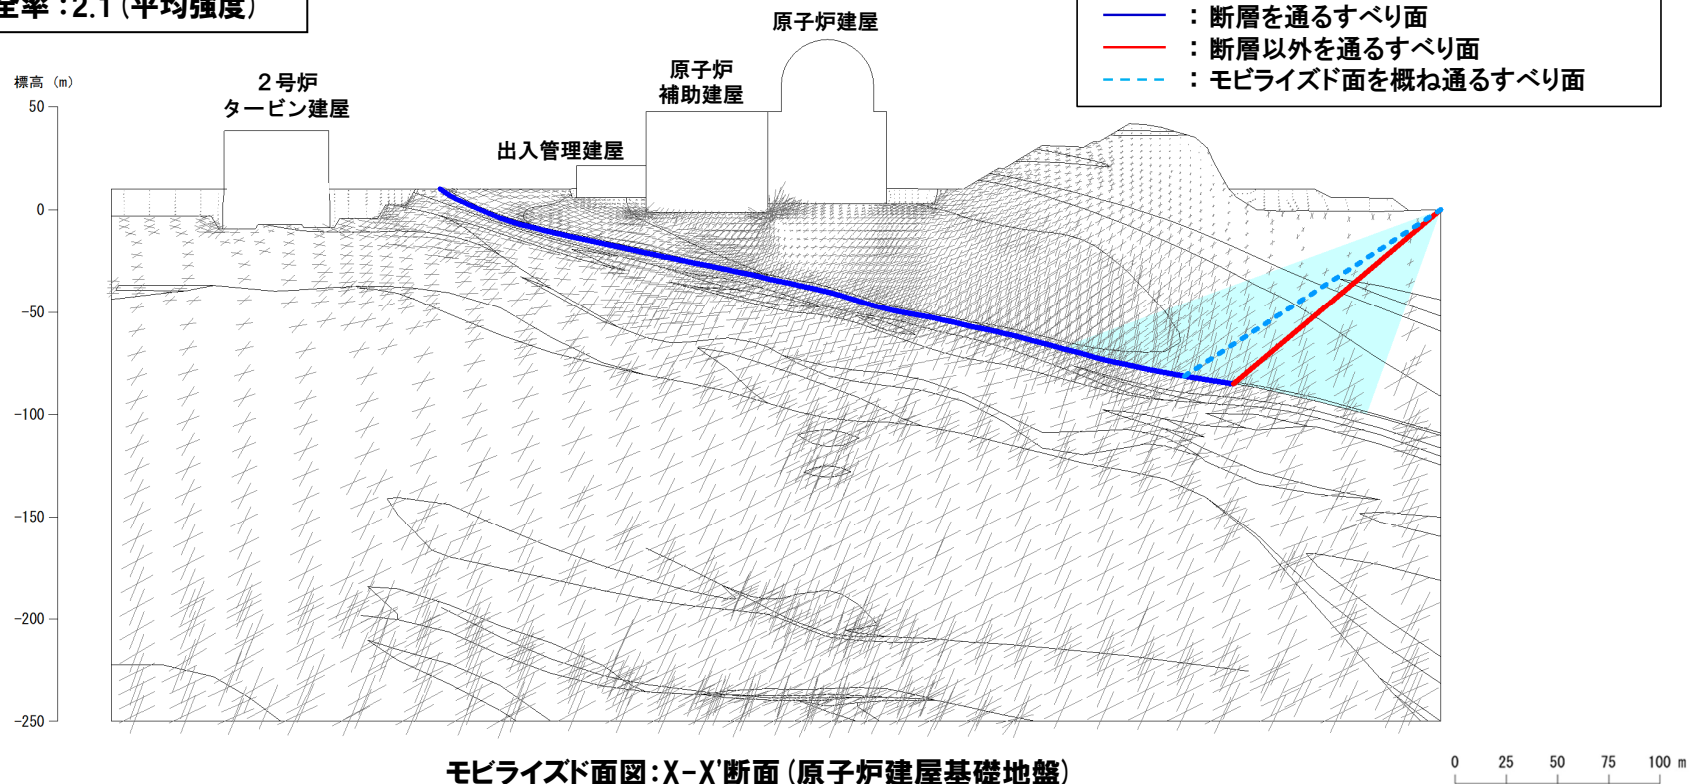 全率：2.1（平均強度）
：断層を通るすべり面
：断層以外を通るすべり面
：モビライズド面を概ね通るすべり面
標高（m）
50
0
-50
-100
-150
-200
-250
２号炉
タービン建屋
出入管理建屋
原子炉
補助建屋
原子炉建屋
モビライズド面図：X-X'断面（原子炉建屋基礎地盤）
0 25 50 75 100 m